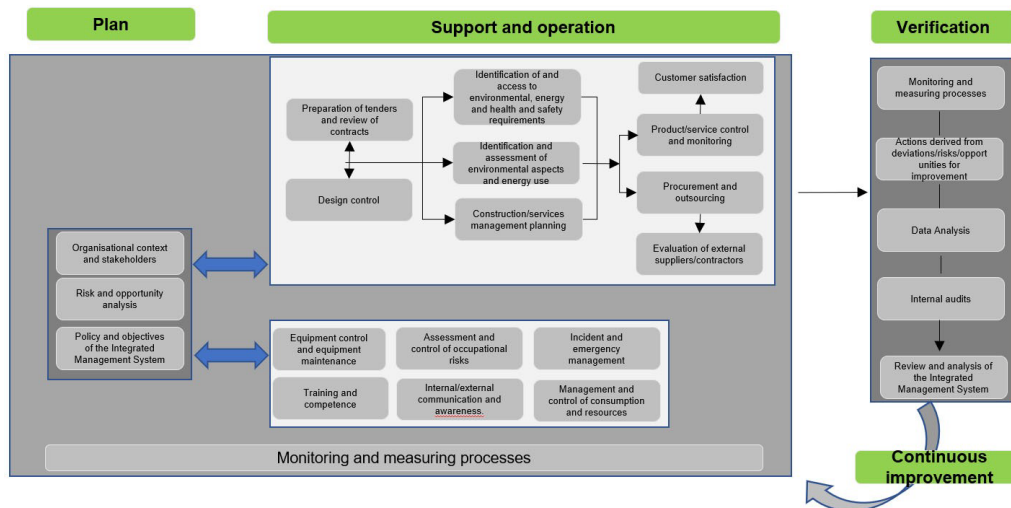 Plan
Support and operation
Verification
Preparation of tenders
and review of
contracts
Design control
Identification of and
access to
environmental, energy
and health and safety
requirements
Identification and
assessment of
environmental aspects
and energy use
Construction/services
management planning
Customer satisfaction
Product/service control
and monitoring
Procurement and
outsourcing
Evaluation of external
suppliers/contractors
Organisational context
and stakeholders
Risk and opportunity
analysis
Policy and objectives
of the Integrated
Management System
Equipment control
and equipment
maintenance
Assessment and
control of occupational
risks
Incident and
emergency
management
Training and
competence
Internal/external
communication and
awareness.
Management and
control of consumption
and resources
Monitoring and measuring processes
Monitoring and
measuring processes
Actions derived from
deviations/risks/opport
unities for
improvement
Data Analysis
Internal audits
Review and analysis of
the Integrated
Management System
Continuous
improvement